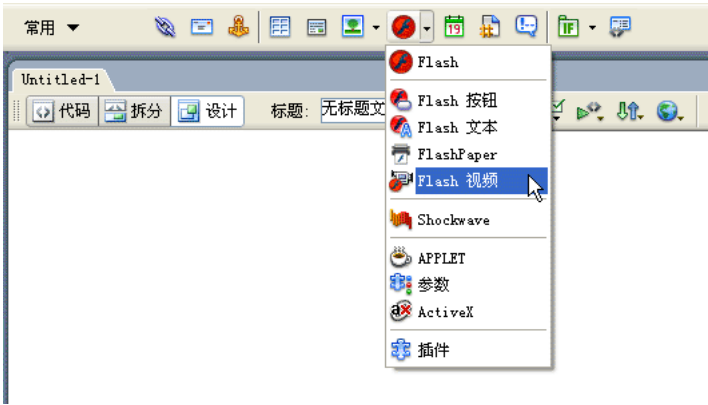 常用
Untitled-1
代码 拆分 设计 标题: 无标题文
Flash
Flash 按钮
Flash 文本
FlashPaper
Flash 视频
Shockwave
APPLET
参数
ActiveX
插件